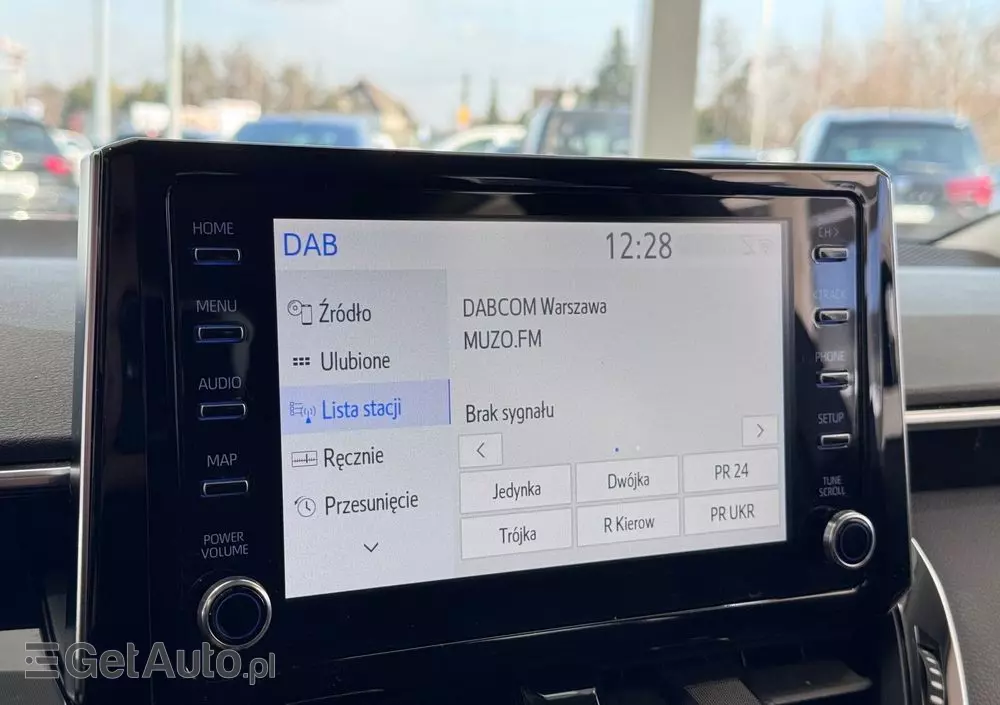 HOME
MENU
AUDIO
MAP
POWER
VOLUME
DAB
12:28
Źródło
Ulubione
Lista stacji
Ręcznie
Przesunięcie
DABCOM Warszawa
MUZO.FM
Brak sygnału
Jedynka
Dwójka
PR 24
Trójka
R Kierow
PR UKR
CH>
<TRACK
PHONE
SETUP
TUNE
SCROLL
GetAuto.pl